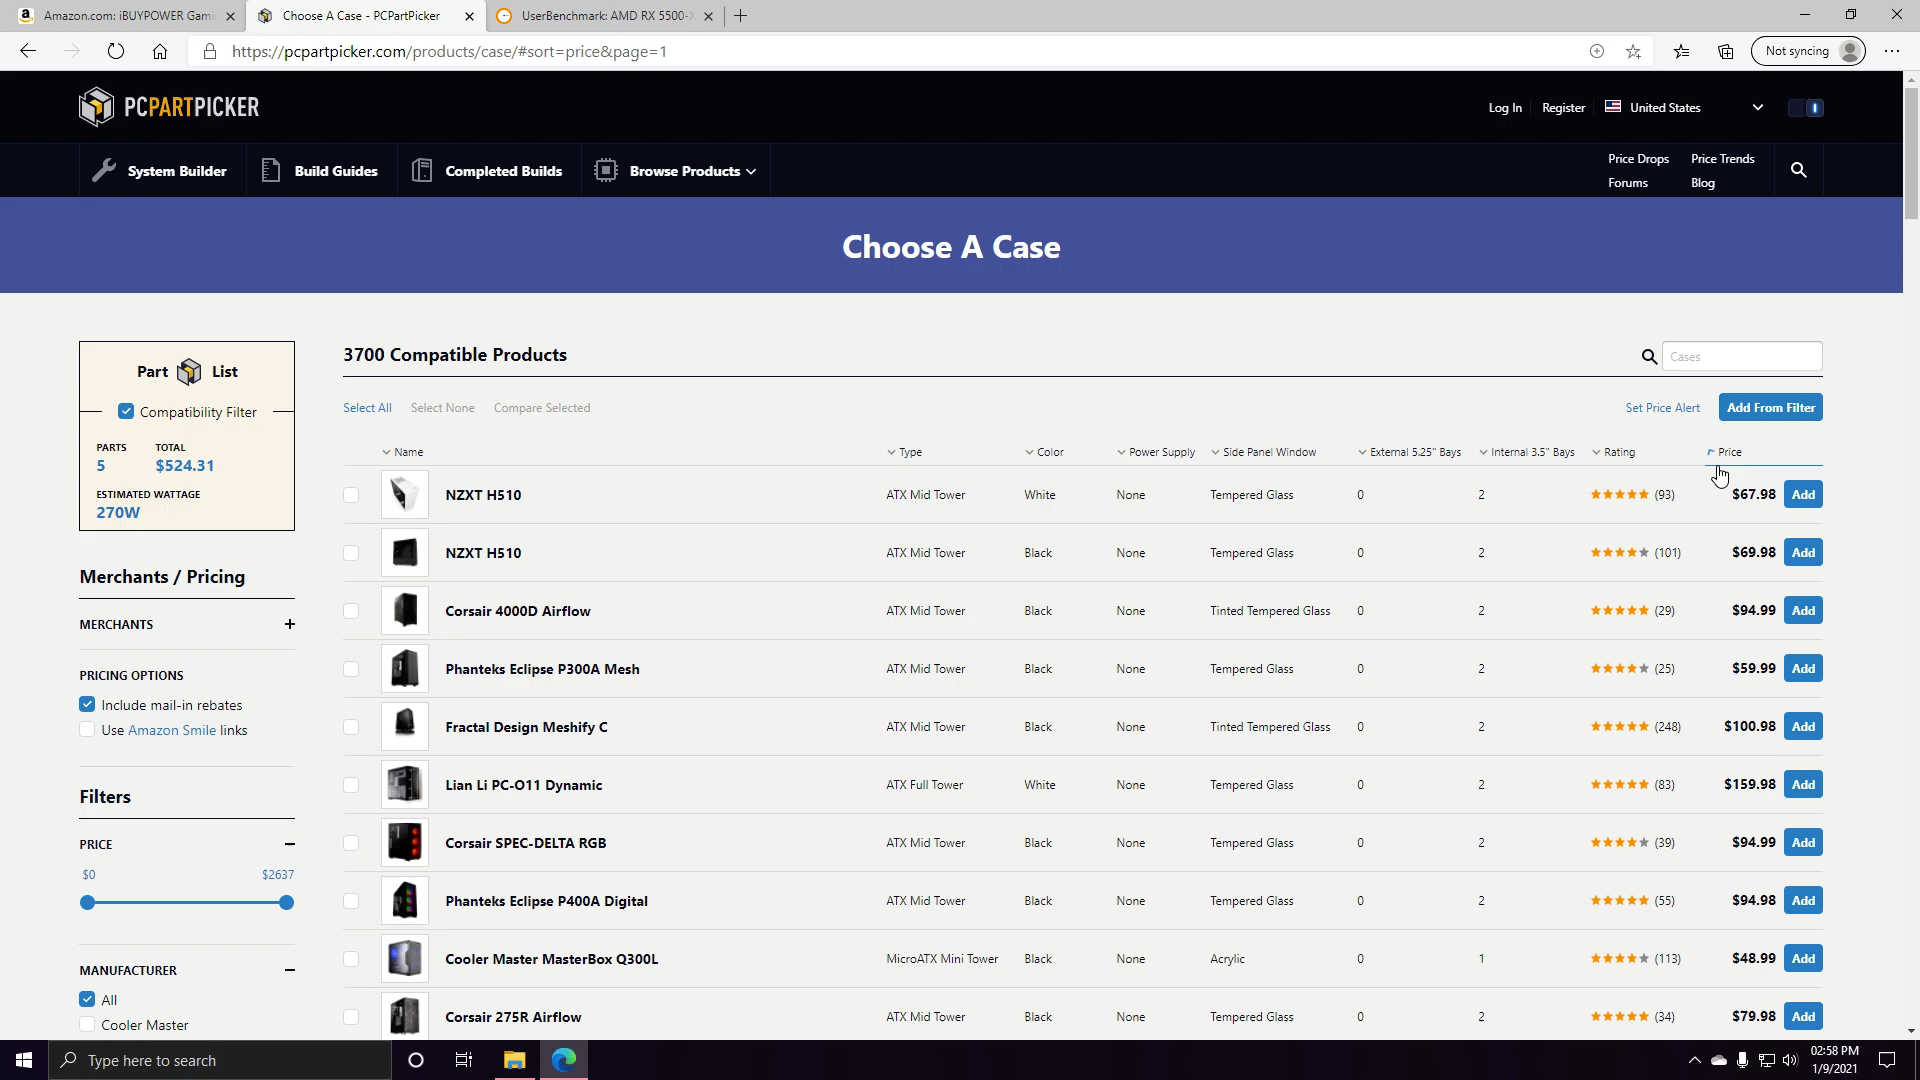 Amazon.com: iBUYPOWER Gami
Choose A Case - PCPartPicker
UserBenchmark: AMD RX 5500-X
https://pcpartpicker.com/products/case/#sort=price&page=1
Not syncing
PCPARTPICKER
Log In
Register
United States
System Builder
Build Guides
Completed Builds
Browse Products
Price Drops
Price Trends
Forums
Blog
Choose A Case
Part List
Compatibility Filter
PARTS TOTAL
5 $524.31
ESTIMATED WATTAGE
270W
Merchants / Pricing
MERCHANTS +
PRICING OPTIONS
Include mail-in rebates
Use Amazon Smile links
Filters
PRICE
$0 $2637
MANUFACTURER
All
Cooler Master
3700 Compatible Products
Cases
Select All Select None Compare Selected
Set Price Alert Add From Filter
Name Type Color Power Supply Side Panel Window External 5.25" Bays Internal 3.5" Bays Rating Price
NZXT H510 ATX Mid Tower White None Tempered Glass 0 2 (93) $67.98 Add
NZXT H510 ATX Mid Tower Black None Tempered Glass 0 2 (101) $69.98 Add
Corsair 4000D Airflow ATX Mid Tower Black None Tinted Tempered Glass 0 2 (29) $94.99 Add
Phanteks Eclipse P300A Mesh ATX Mid Tower Black None Tempered Glass 0 2 (25) $59.99 Add
Fractal Design Meshify C ATX Mid Tower Black None Tinted Tempered Glass 0 2 (248) $100.98 Add
Lian Li PC-O11 Dynamic ATX Full Tower White None Tempered Glass 0 2 (83) $159.98 Add
Corsair SPEC-DELTA RGB ATX Mid Tower Black None Tempered Glass 0 2 (39) $94.99 Add
Phanteks Eclipse P400A Digital ATX Mid Tower Black None Tempered Glass 0 2 (55) $94.98 Add
Cooler Master MasterBox Q300L MicroATX Mini Tower Black None Acrylic 0 1 (113) $48.99 Add
Corsair 275R Airflow ATX Mid Tower Black None Tempered Glass 0 2 (34) $79.98 Add
Type here to search
02:58 PM
1/9/2021